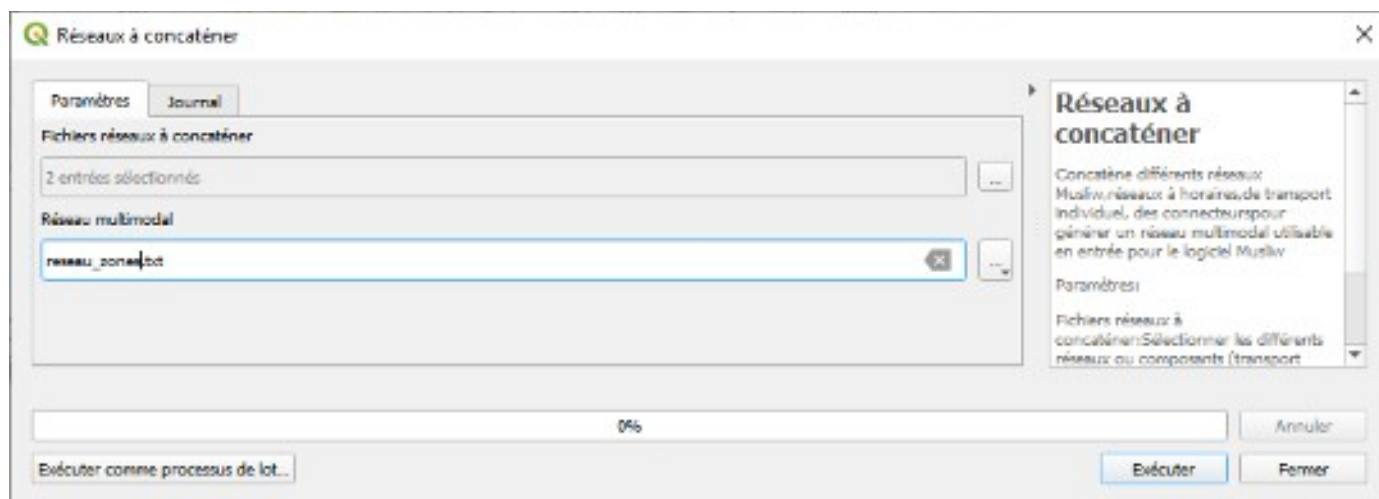 Réseaux à concaténer
Paramètres Journal
Fichiers réseaux à concaténer
2 entrées sélectionnés
...
Réseau multimodal
reseau_zones.txt
...
Réseaux à
concaténer
Concatène différents réseaux
Musliw,réseaux à horaires,de transport
individuel, des connecteurspour
générer un réseau multimodal utilisable
en entrée pour le logiciel Musliw
Paramètres:
Fichiers réseaux à
concaténer:Sélectionner les différents
réseaux ou composants (transport
0%
Annuler
Exécuter comme processus de lot...
Exécuter
Fermer